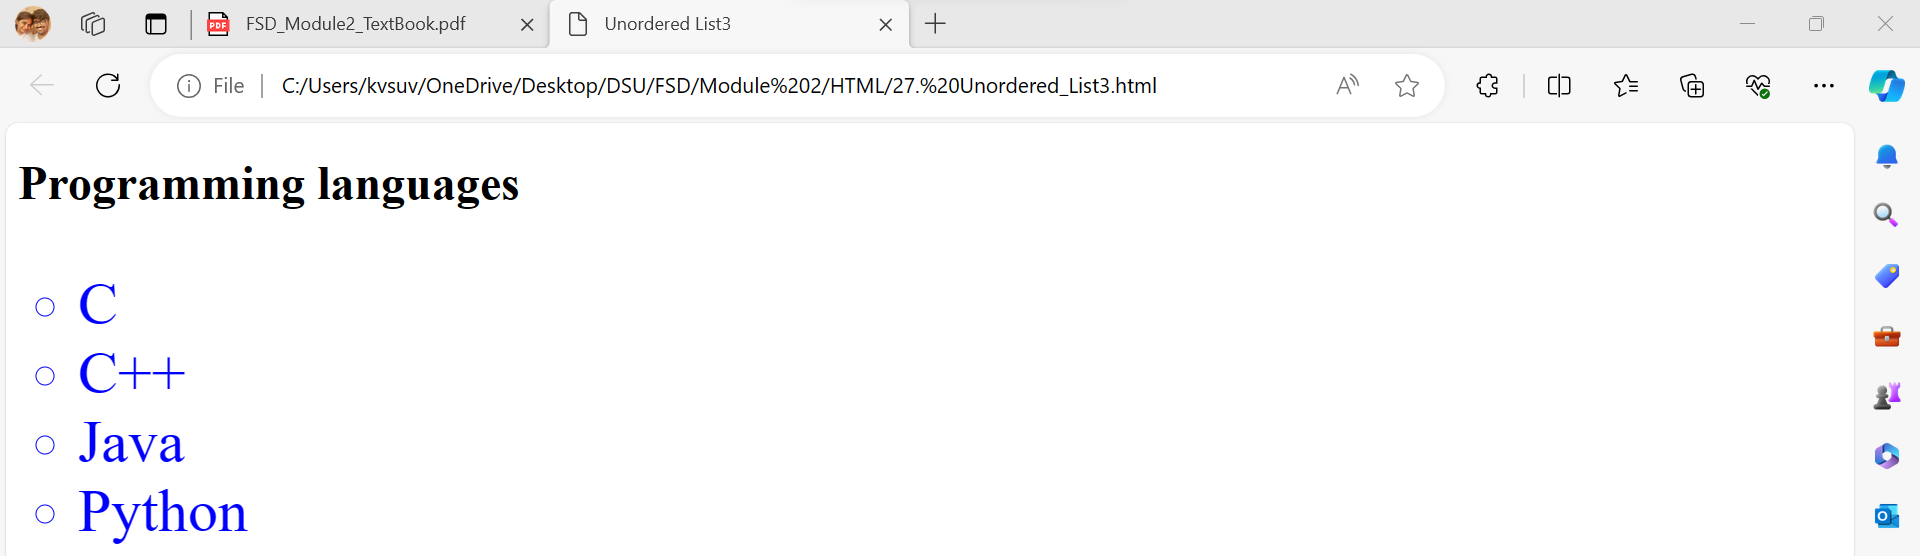 FSD_Module2_TextBook.pdf
Unordered List3
File
C:/Users/kvsuv/OneDrive/Desktop/DSU/FSD/Module%202/HTML/27.%20Unordered_List3.html
Programming languages
C
C++
Java
Python